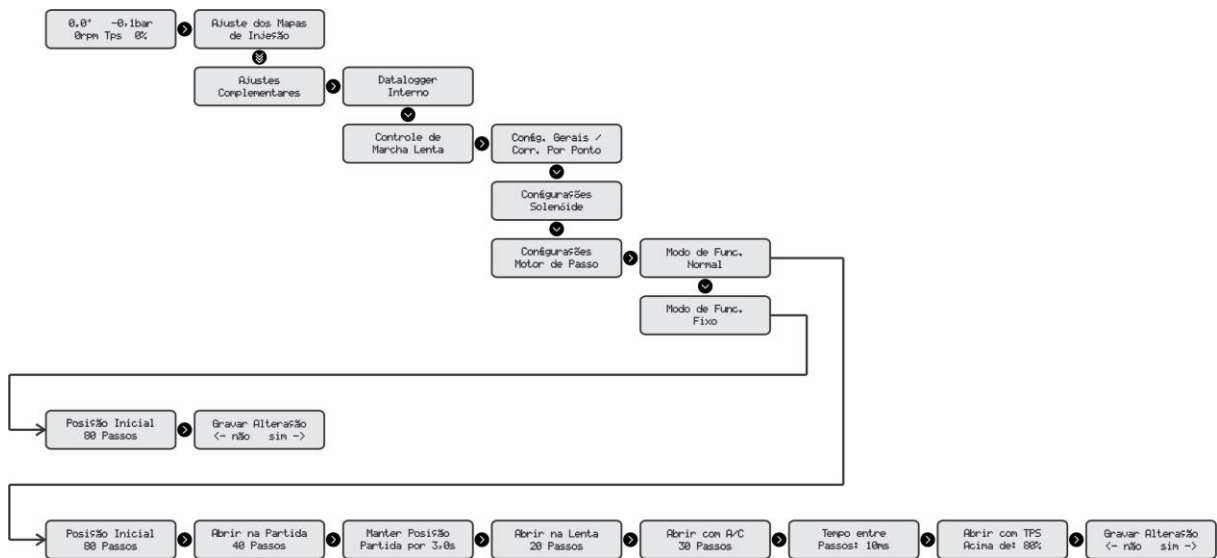 0.0° -0,1bar
0rpm Tps 0%
Ajuste dos Mapas
de Injeção
Ajustes
Complementares
Datalogger
Interno
Controle de
Marcha Lenta
Config. Gerais /
Corr. Por Ponto
Configurações
Solenóide
Configurações
Motor de Passo
Modo de Func.
Normal
Modo de Func.
Fixo
Posição Inicial
80 Passos
Gravar Alteração
<- não sim ->
Posição Inicial
80 Passos
Abrir na Partida
40 Passos
Manter Posição
Partida por 3,0s
Abrir na Lenta
20 Passos
Abrir com A/C
30 Passos
Tempo entre
Passos: 10ms
Abrir com TPS
Acima de: 80%
Gravar Alteração
<- não sim ->